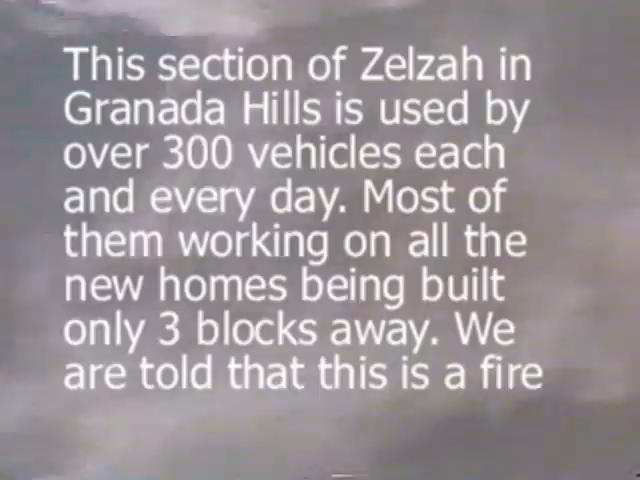 This section of Zelzah in
Granada Hills is used by
over 300 vehicles each
and every day. Most of
them working on all the
new homes being built
only 3 blocks away. We
are told that this is a fire